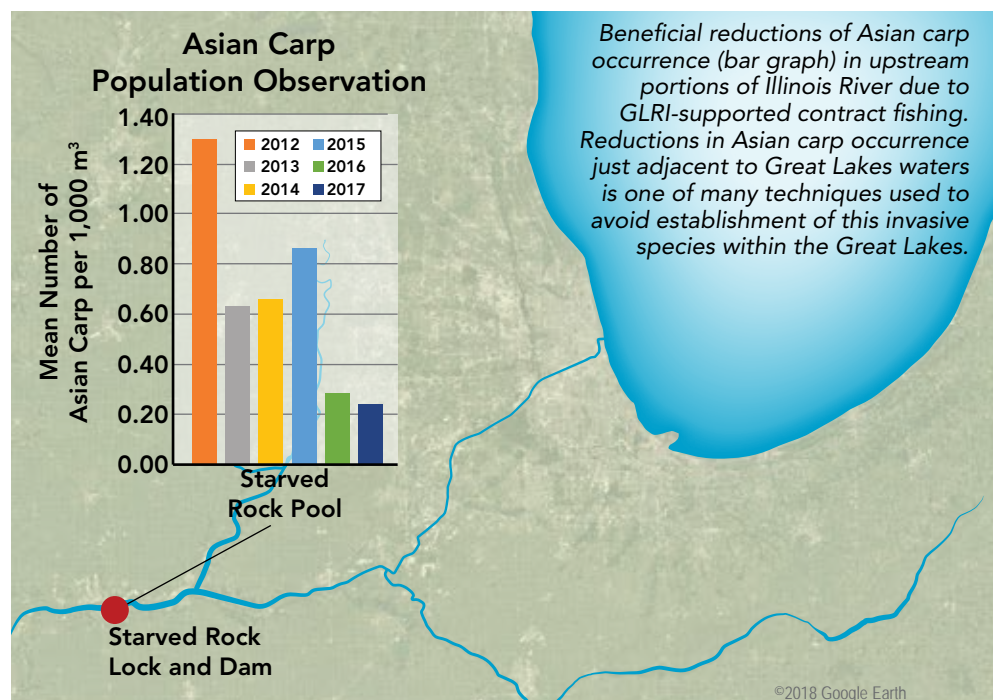 Asian Carp
Population Observation
Mean Number of
Asian Carp per 1,000 m³
1.40
1.20
1.00
0.80
0.60
0.40
0.20
0.00
2012
2013
2014
2015
2016
2017
Starved
Rock Pool
Starved Rock
Lock and Dam
Beneficial reductions of Asian carp
occurrence (bar graph) in upstream
portions of Illinois River due to
GLRI-supported contract fishing.
Reductions in Asian carp occurrence
just adjacent to Great Lakes waters
is one of many techniques used to
avoid establishment of this invasive
species within the Great Lakes.
©2018 Google Earth